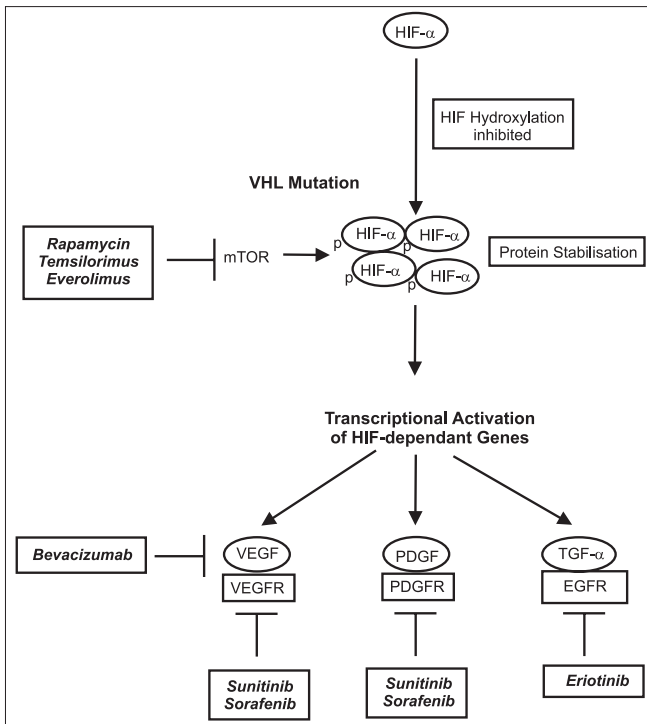 HIF-α
HIF Hydroxylation
inhibited
VHL Mutation
HIF-α
HIF-α
p
p
HIF-α
HIF-α
p
p
Rapamycin
Temsilorimus
Everolimus
mTOR
Protein Stabilisation
Transcriptional Activation
of HIF-dependant Genes
Bevacizumab
VEGF
VEGFR
PDGF
PDGFR
TGF-α
EGFR
Sunitinib
Sorafenib
Sunitinib
Sorafenib
Eriotinib